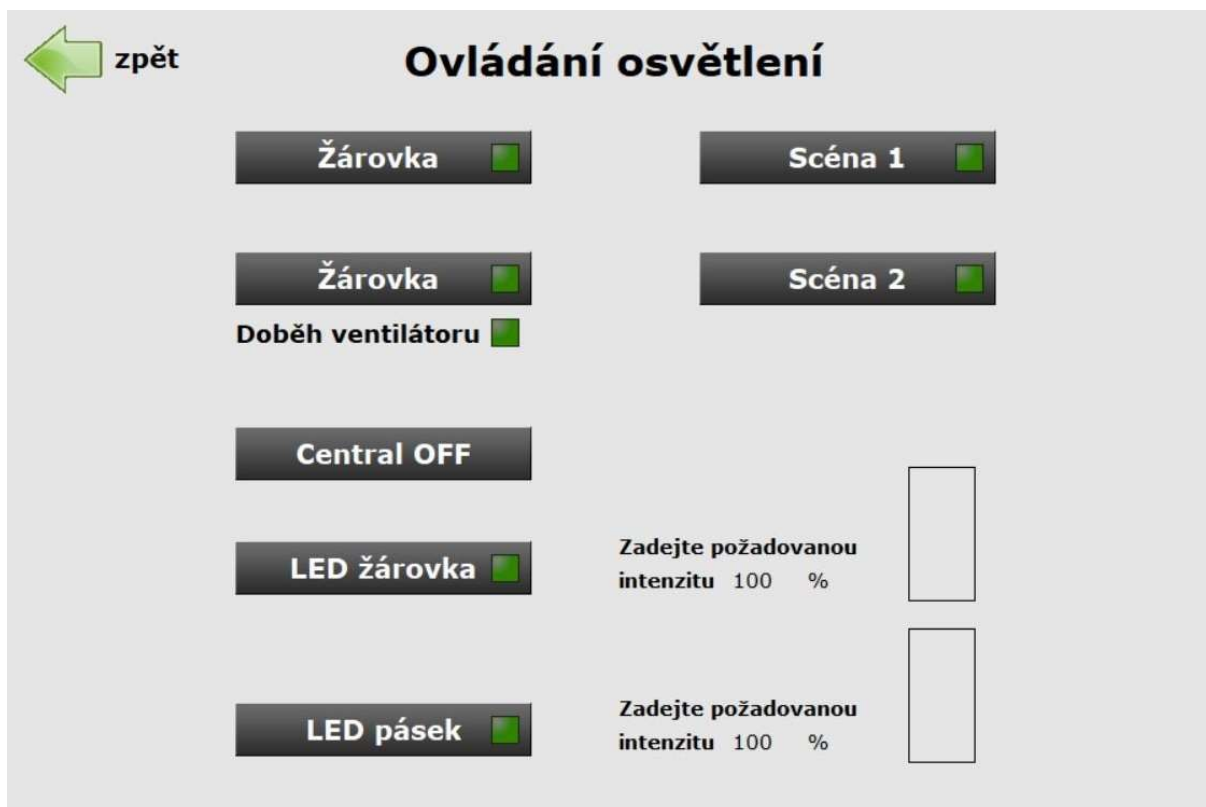 zpět
Ovládání osvětlení
Žárovka
Scéna 1
Žárovka
Scéna 2
Doběh ventilátoru
Central OFF
LED žárovka
Zadejte požadovanou
intenzitu 100 %
LED pásek
Zadejte požadovanou
intenzitu 100 %